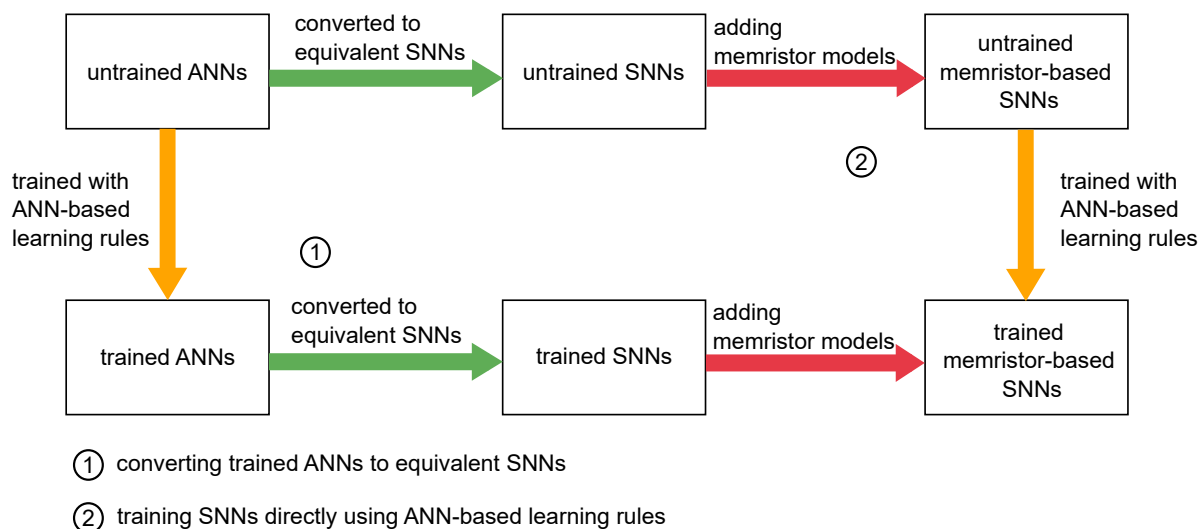 converted to
equivalent SNNs
adding
memristor models
untrained ANNs
untrained SNNs
untrained
memristor-based
SNNs
trained with
ANN-based
learning rules
2
trained with
ANN-based
learning rules
1
converted to
equivalent SNNs
adding
memristor models
trained ANNs
trained SNNs
trained
memristor-based
SNNs
1 converting trained ANNs to equivalent SNNs
2 training SNNs directly using ANN-based learning rules